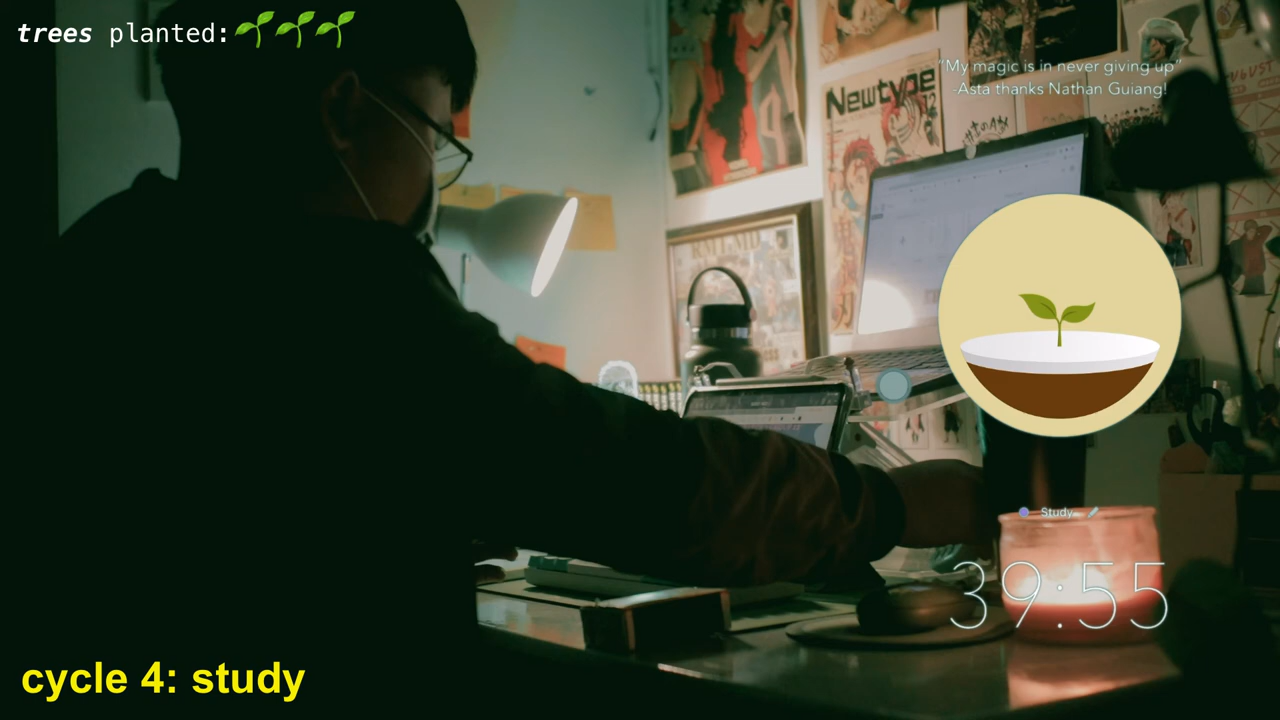 trees planted:
"My magic is in never giving up"
-Asta thanks Nathan Guiang!
Newtype
Study
39:55
cycle 4: study